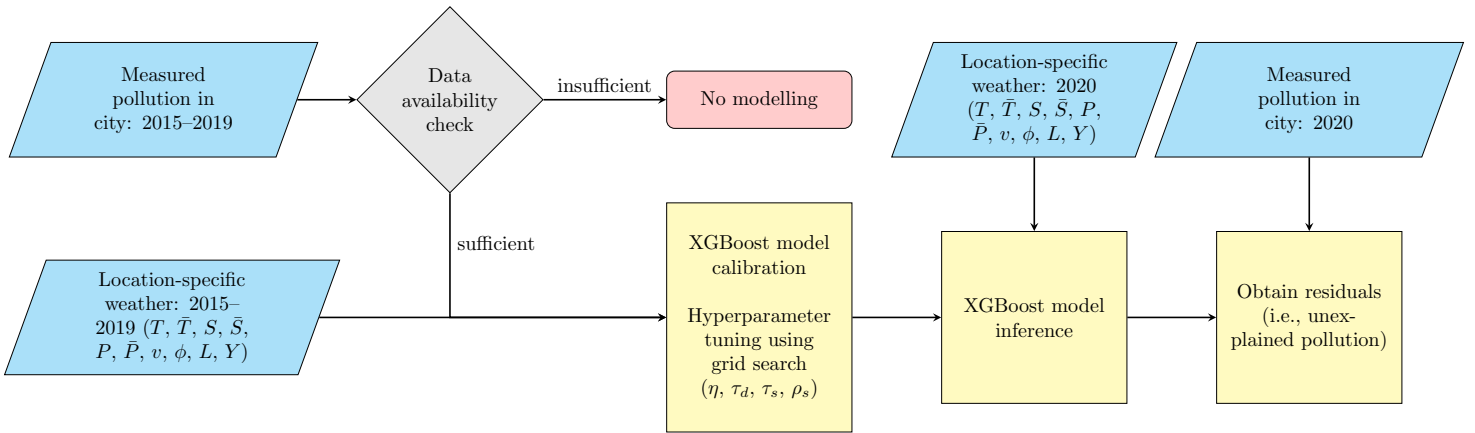 Measured
pollution in
city: 2015–2019
Data
availability
check
insufficient
No modelling
Location-specific
weather: 2020
(T, T̄, S, S̄, P,
P̄, v, ϕ, L, Y)
Measured
pollution in
city: 2020
sufficient
Location-specific
weather: 2015–
2019 (T, T̄, S, S̄,
P, P̄, v, ϕ, L, Y)
XGBoost model
calibration
Hyperparameter
tuning using
grid search
(η, τ_d, τ_s, ρ_s)
XGBoost model
inference
Obtain residuals
(i.e., unex-
plained pollution)